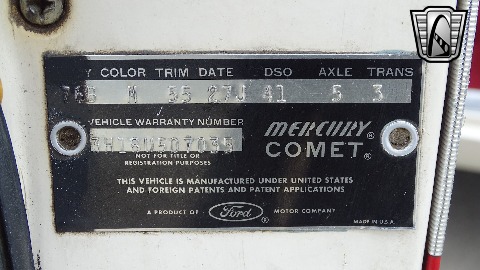 Y COLOR TRIM DATE DSO AXLE TRANS
76B M 55 27J 41 5 3
VEHICLE WARRANTY NUMBER
NOT FOR TITLE OR
REGISTRATION PURPOSES
MERCURY®
COMET®
THIS VEHICLE IS MANUFACTURED UNDER UNITED STATES
AND FOREIGN PATENTS AND PATENT APPLICATIONS
A PRODUCT OF Ford® MOTOR COMPANY
MADE IN U.S.A.